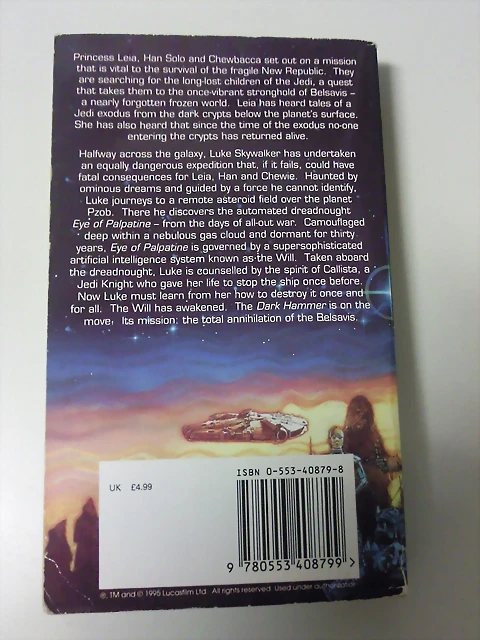 Princess Leia, Han Solo and Chewbacca set out on a mission
that is vital to the survival of the fragile New Republic. They
are searching for the long-lost children of the Jedi, a quest
that takes them to the once-vibrant stronghold of Belsavis –
a nearly forgotten frozen world. Leia has heard tales of a
Jedi exodus from the dark crypts below the planet's surface.
She has also heard that since the time of the exodus no-one
entering the crypts has returned alive.
Halfway across the galaxy, Luke Skywalker has undertaken
an equally dangerous expedition that, if it fails, could have
fatal consequences for Leia, Han and Chewie. Haunted by
ominous dreams and guided by a force he cannot identify,
Luke journeys to a remote asteroid field over the planet
Pzob. There he discovers the automated dreadnought
Eye of Palpatine – from the days of all-out war. Camouflaged
deep within a nebulous gas cloud and dormant for thirty
years, Eye of Palpatine is governed by a supersophisticated
artificial intelligence system known as the Will. Taken aboard
the dreadnought, Luke is counselled by the spirit of Callista, a
Jedi Knight who gave her life to stop the ship once before.
Now Luke must learn from her how to destroy it once and
for all. The Will has awakened. The Dark Hammer is on the
move. Its mission: the total annihilation of the Belsavis.
ISBN 0-553-40879-8
UK £4.99
9 780553 408799 >
®, TM and © 1995 Lucasfilm Ltd. All rights reserved. Used under authorization.